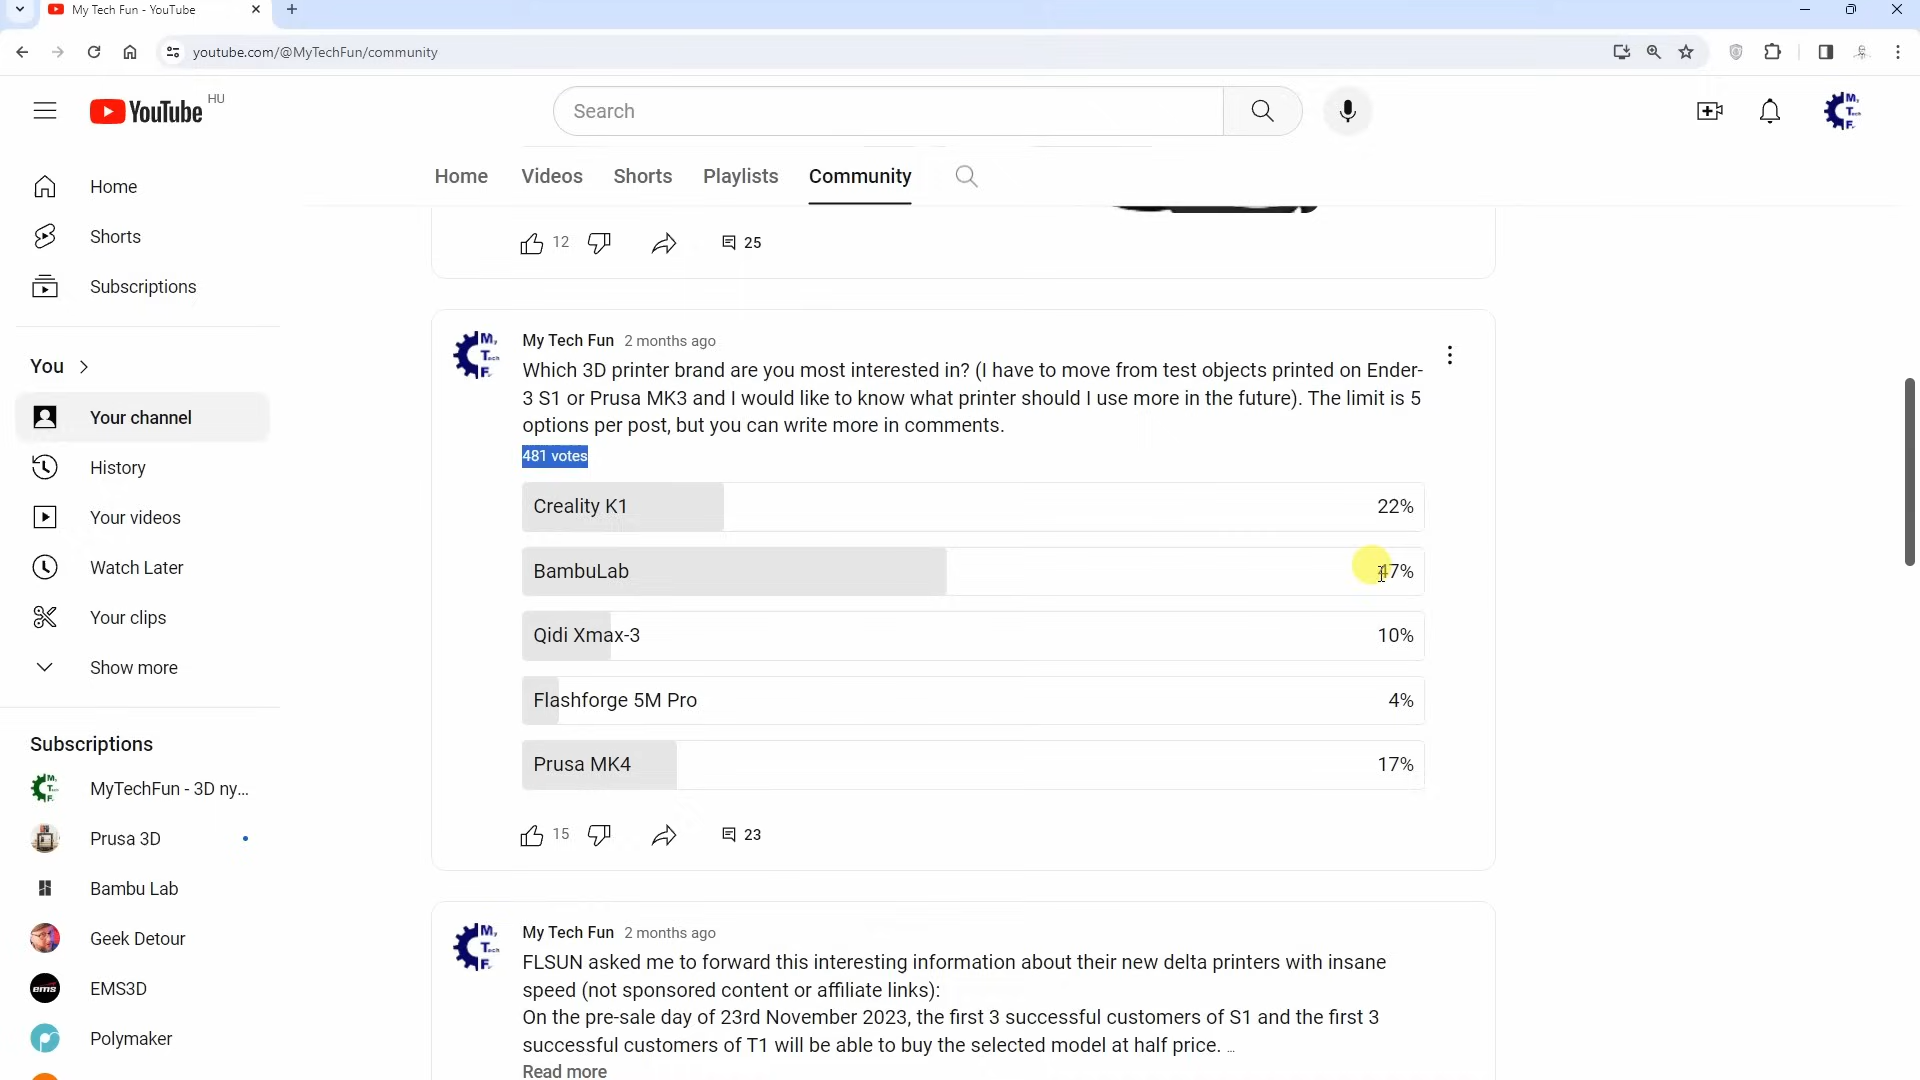 My Tech Fun - YouTube
youtube.com/@MyTechFun/community
YouTube HU
Search
Home Videos Shorts Playlists Community
Home
Shorts
Subscriptions
You
Your channel
History
Your videos
Watch Later
Your clips
Show more
Subscriptions
MyTechFun - 3D ny...
Prusa 3D
Bambu Lab
Geek Detour
EMS3D
Polymaker
12 25
My Tech Fun 2 months ago
Which 3D printer brand are you most interested in? (I have to move from test objects printed on Ender-
3 S1 or Prusa MK3 and I would like to know what printer should I use more in the future). The limit is 5
options per post, but you can write more in comments.
481 votes
Creality K1 22%
BambuLab 47%
Qidi Xmax-3 10%
Flashforge 5M Pro 4%
Prusa MK4 17%
15 23
My Tech Fun 2 months ago
FLSUN asked me to forward this interesting information about their new delta printers with insane
speed (not sponsored content or affiliate links):
On the pre-sale day of 23rd November 2023, the first 3 successful customers of S1 and the first 3
successful customers of T1 will be able to buy the selected model at half price. ...
Read more